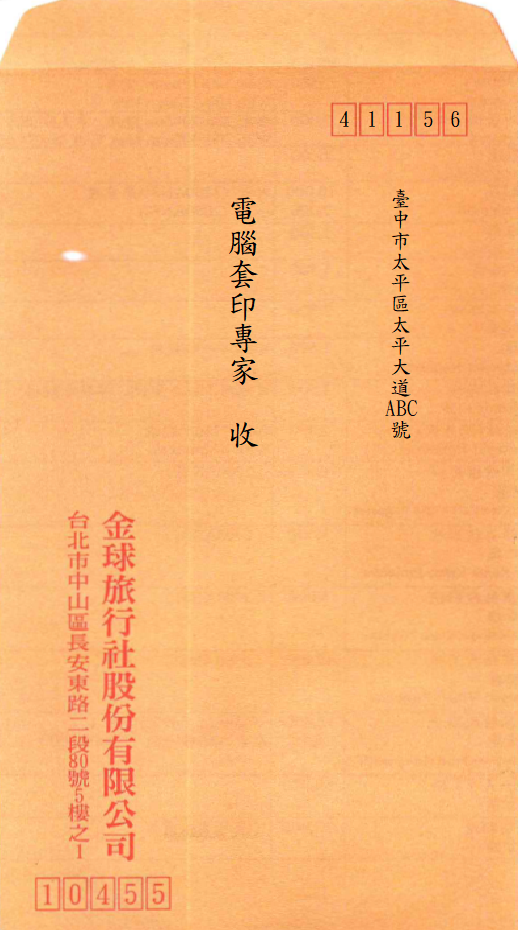 41156
臺中市太平區太平大道ABC號
電腦套印專家 收
金球旅行社股份有限公司
台北市中山區長安東路二段80號5樓之1
10455